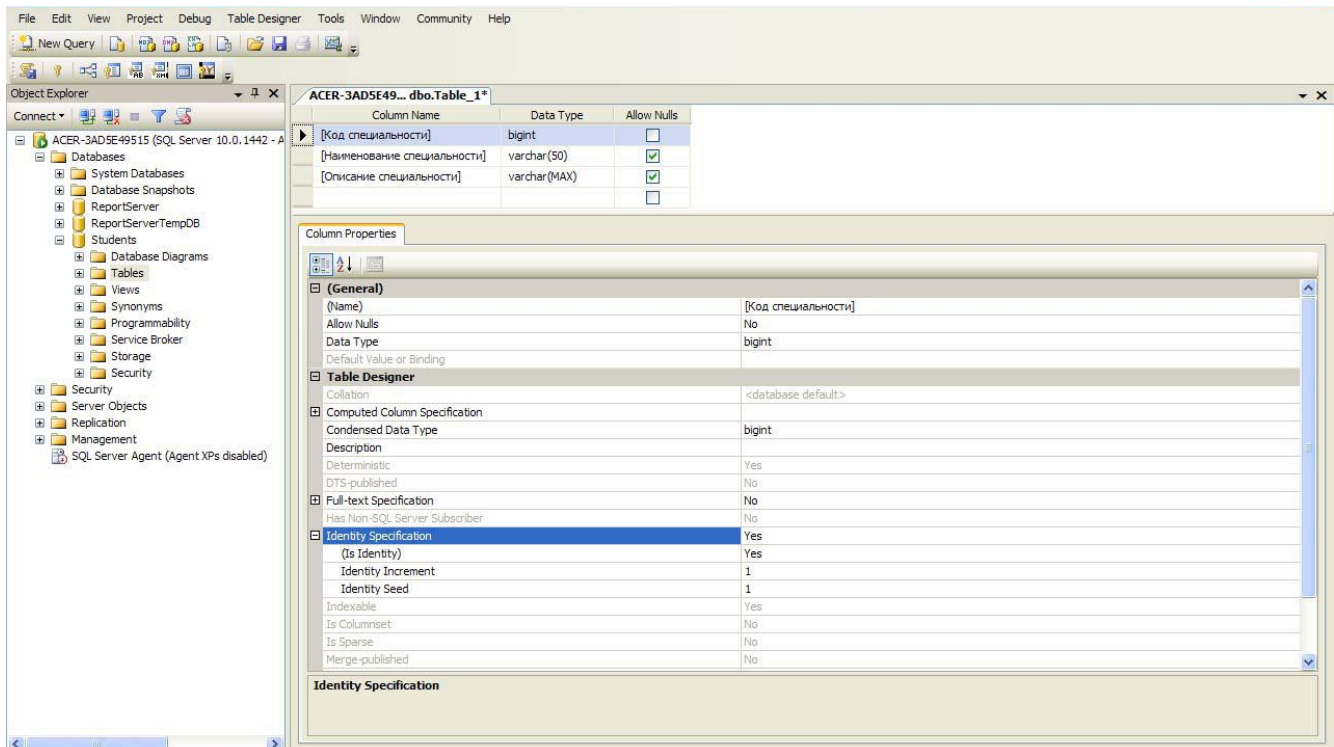 File Edit View Project Debug Table Designer Tools Window Community Help
New Query
Object Explorer
Connect
ACER-3AD5E49515 (SQL Server 10.0.1442 - A
Databases
System Databases
Database Snapshots
ReportServer
ReportServerTempDB
Students
Database Diagrams
Tables
Views
Synonyms
Programmability
Service Broker
Storage
Security
Security
Server Objects
Replication
Management
SQL Server Agent (Agent XPs disabled)
ACER-3AD5E49... dbo.Table_1*
Column Name Data Type Allow Nulls
[Код специальности] bigint
[Наименование специальности] varchar(50)
[Описание специальности] varchar(MAX)
Column Properties
(General)
(Name) [Код специальности]
Allow Nulls No
Data Type bigint
Default Value or Binding
Table Designer
Collation <database default>
Computed Column Specification
Condensed Data Type bigint
Description
Deterministic Yes
DTS-published No
Full-text Specification No
Has Non-SQL Server Subscriber No
Identity Specification Yes
(Is Identity) Yes
Identity Increment 1
Identity Seed 1
Indexable Yes
Is Columnset No
Is Sparse No
Merge-published No
Identity Specification